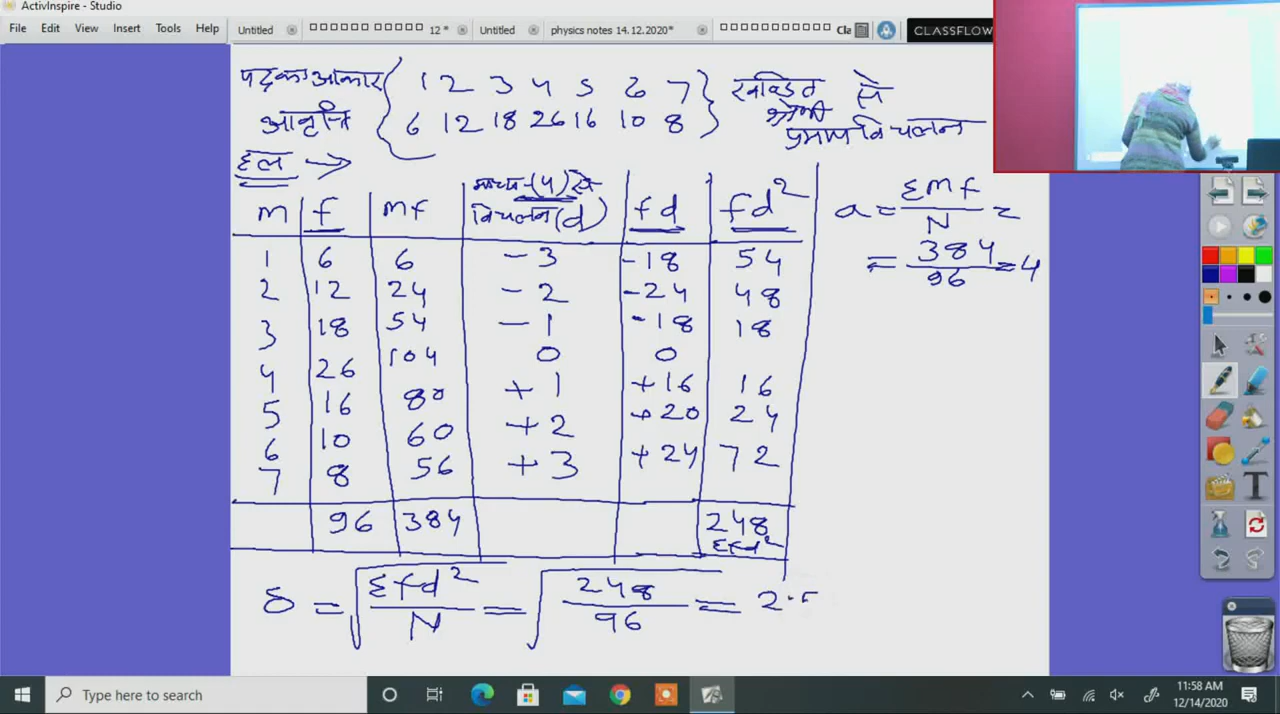 ActivInspire - Studio
File Edit View Insert Tools Help Untitled 12 * Untitled physics notes 14.12.2020* Cla CLASSFLOW
पद का आकार { 1 2 3 4 5 6 7 } खण्डित श्रेणी से
आवृत्ति 6 12 18 26 16 10 8 प्रमाप विचलन
हल →
m f mf माध्य-(4) से विचलन (d) fd fd²
1 6 6 -3 -18 54
2 12 24 -2 -24 48
3 18 54 -1 -18 18
4 26 104 0 0
5 16 80 +1 +16 16
6 10 60 +2 +20 24
7 8 56 +3 +24 72
96 384 248
Σfd²
a = Σmf / N =
= 384 / 96 = 4
δ = √Σfd² / N = √248 / 96 = 2.5
Type here to search
11:58 AM
12/14/2020